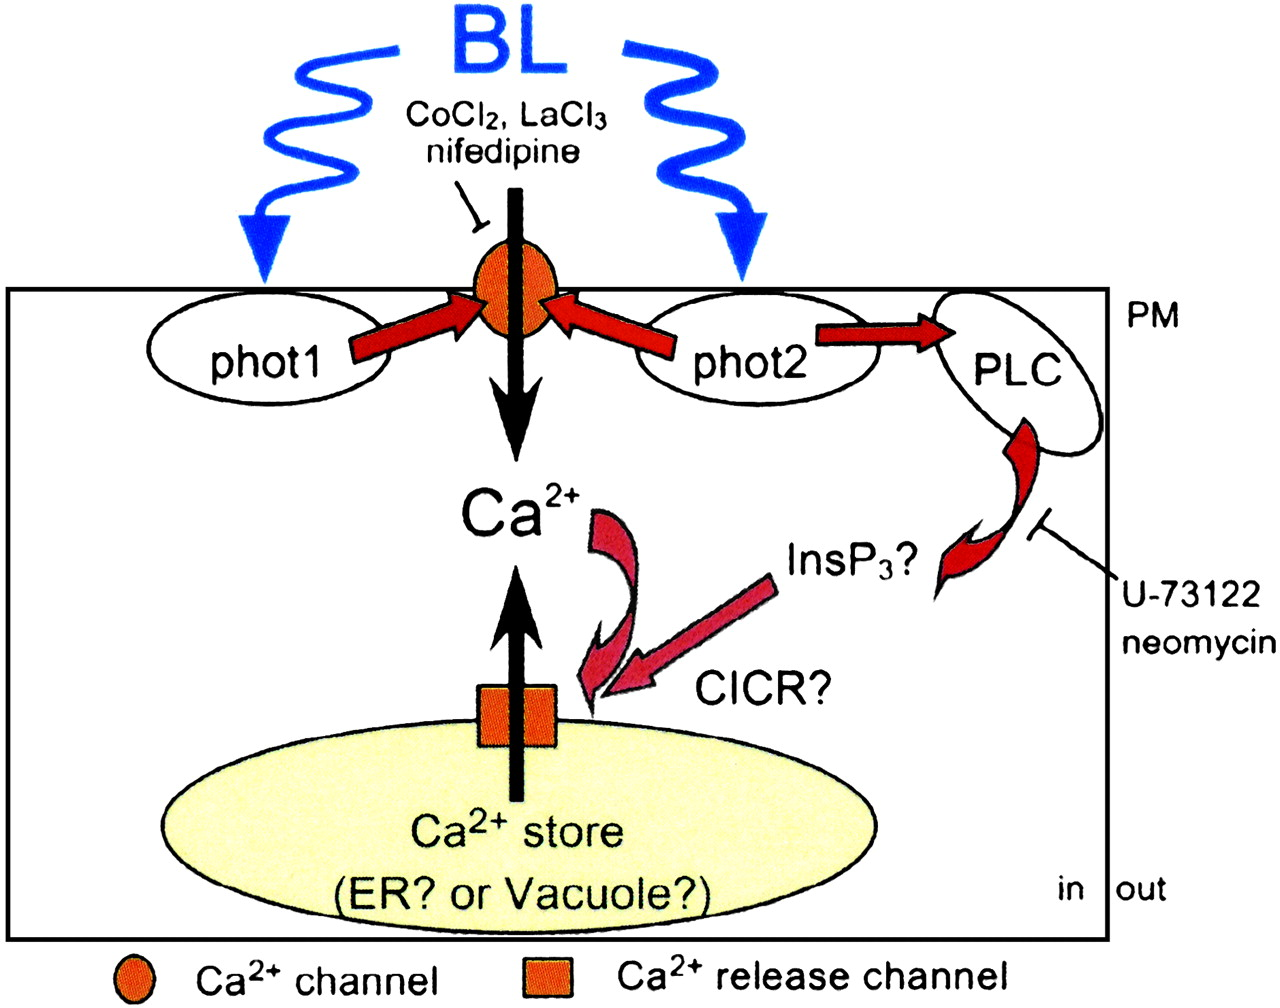 BL
CoCl₂, LaCl₃
nifedipine
PM
phot1
phot2
PLC
Ca²⁺
InsP₃?
U-73122
neomycin
CICR?
Ca²⁺ store
(ER? or Vacuole?)
in
out
Ca²⁺ channel
Ca²⁺ release channel